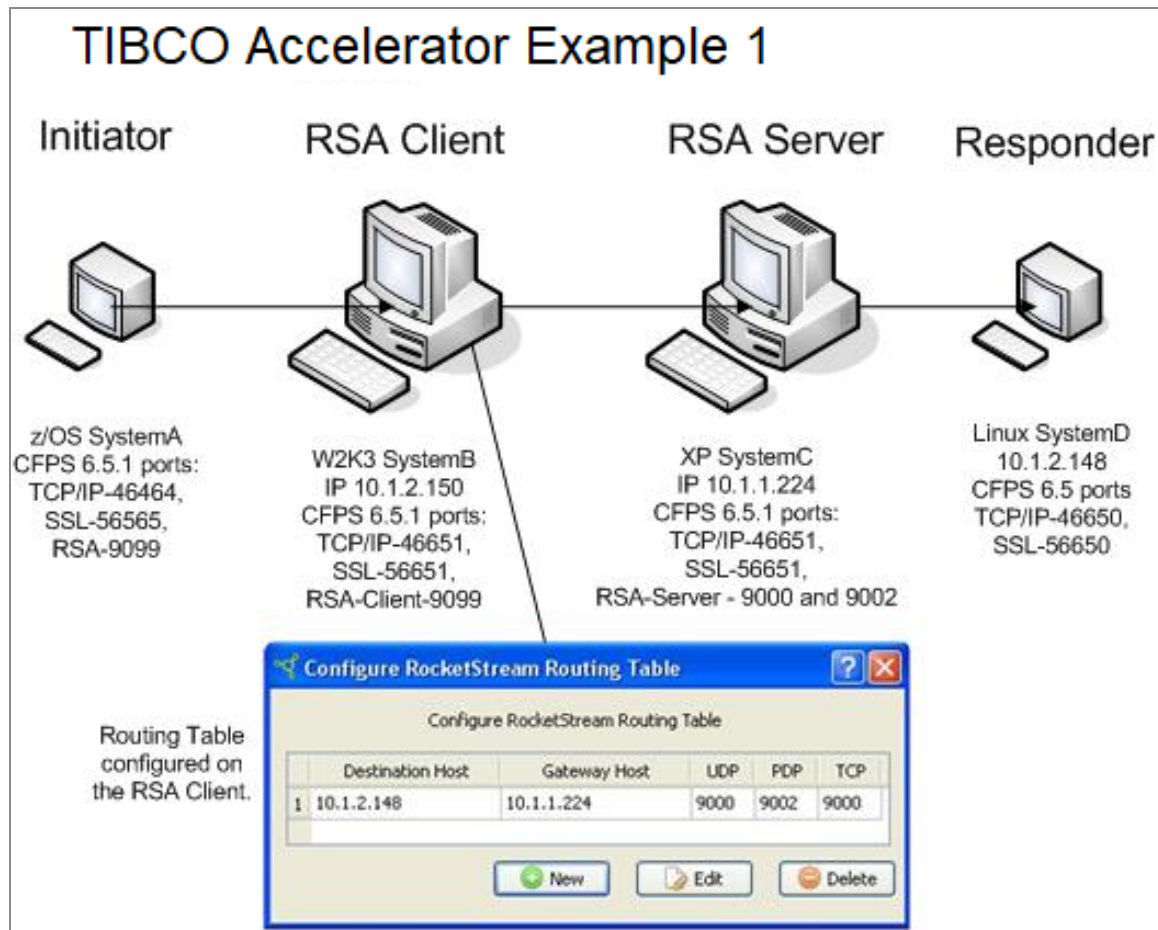 TIBCO Accelerator Example 1
Initiator
RSA Client
RSA Server
Responder
z/OS SystemA
CFPS 6.5.1 ports:
TCP/IP-46464,
SSL-56565,
RSA-9099
W2K3 SystemB
IP 10.1.2.150
CFPS 6.5.1 ports:
TCP/IP-46651,
SSL-56651,
RSA-Client-9099
XP SystemC
IP 10.1.1.224
CFPS 6.5.1 ports:
TCP/IP-46651,
SSL-56651,
RSA-Server - 9000 and 9002
Linux SystemD
10.1.2.148
CFPS 6.5 ports
TCP/IP-46650,
SSL-56650
Routing Table
configured on
the RSA Client.
Configure RocketStream Routing Table
Configure RocketStream Routing Table
Destination Host Gateway Host UDP PDP TCP
1 10.1.2.148 10.1.1.224 9000 9002 9000
New Edit Delete